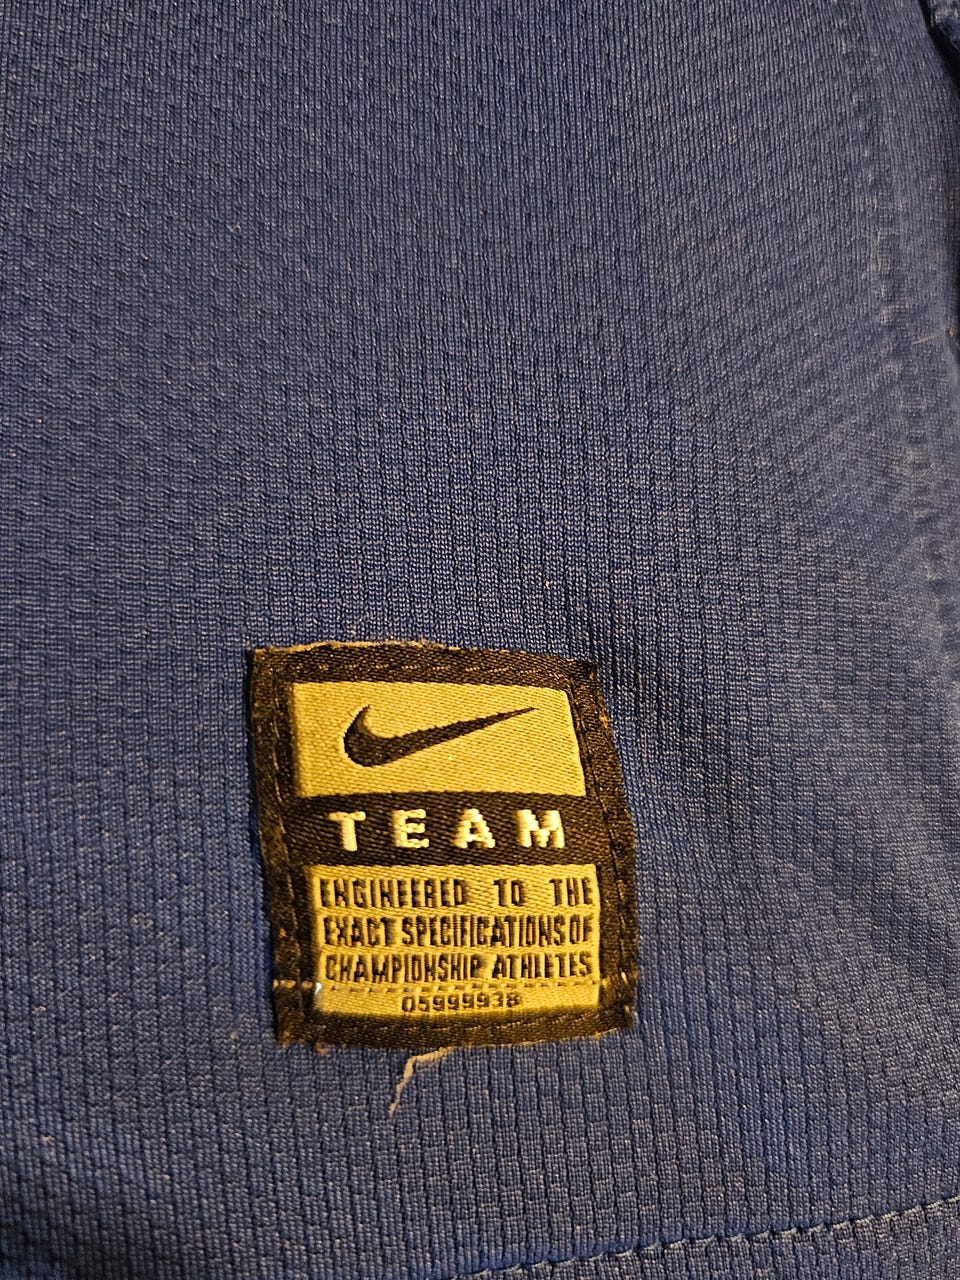 TEAM
ENGINEERED TO THE
EXACT SPECIFICATIONS OF
CHAMPIONSHIP ATHLETES
05999938